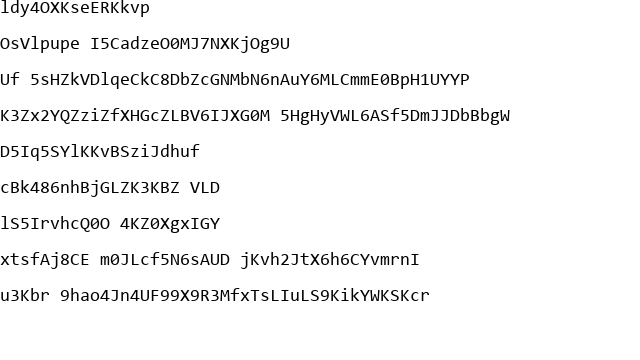 ldy4OXKseERKkvp
OsVlpupe I5CadzeO0MJ7NXKjOg9U
Uf 5sHZkVDlqeCkC8DbZcGNMbN6nAuY6MLCmmE0BpH1UYYP
K3Zx2YQZziZfXHGcZLBV6IJXG0M 5HgHyVWL6ASf5DmJJDbBbgW
D5Iq5SYlKKvBSziJdhuf
cBk486nhBjGLZK3KBZ VLD
lS5IrvhcQ0O 4KZ0XgxIGY
xtsfAj8CE m0JLcf5N6sAUD jKvh2JtX6h6CYvmrnI
u3Kbr 9hao4Jn4UF99X9R3MfxTsLIuLS9KikYWKSKcr